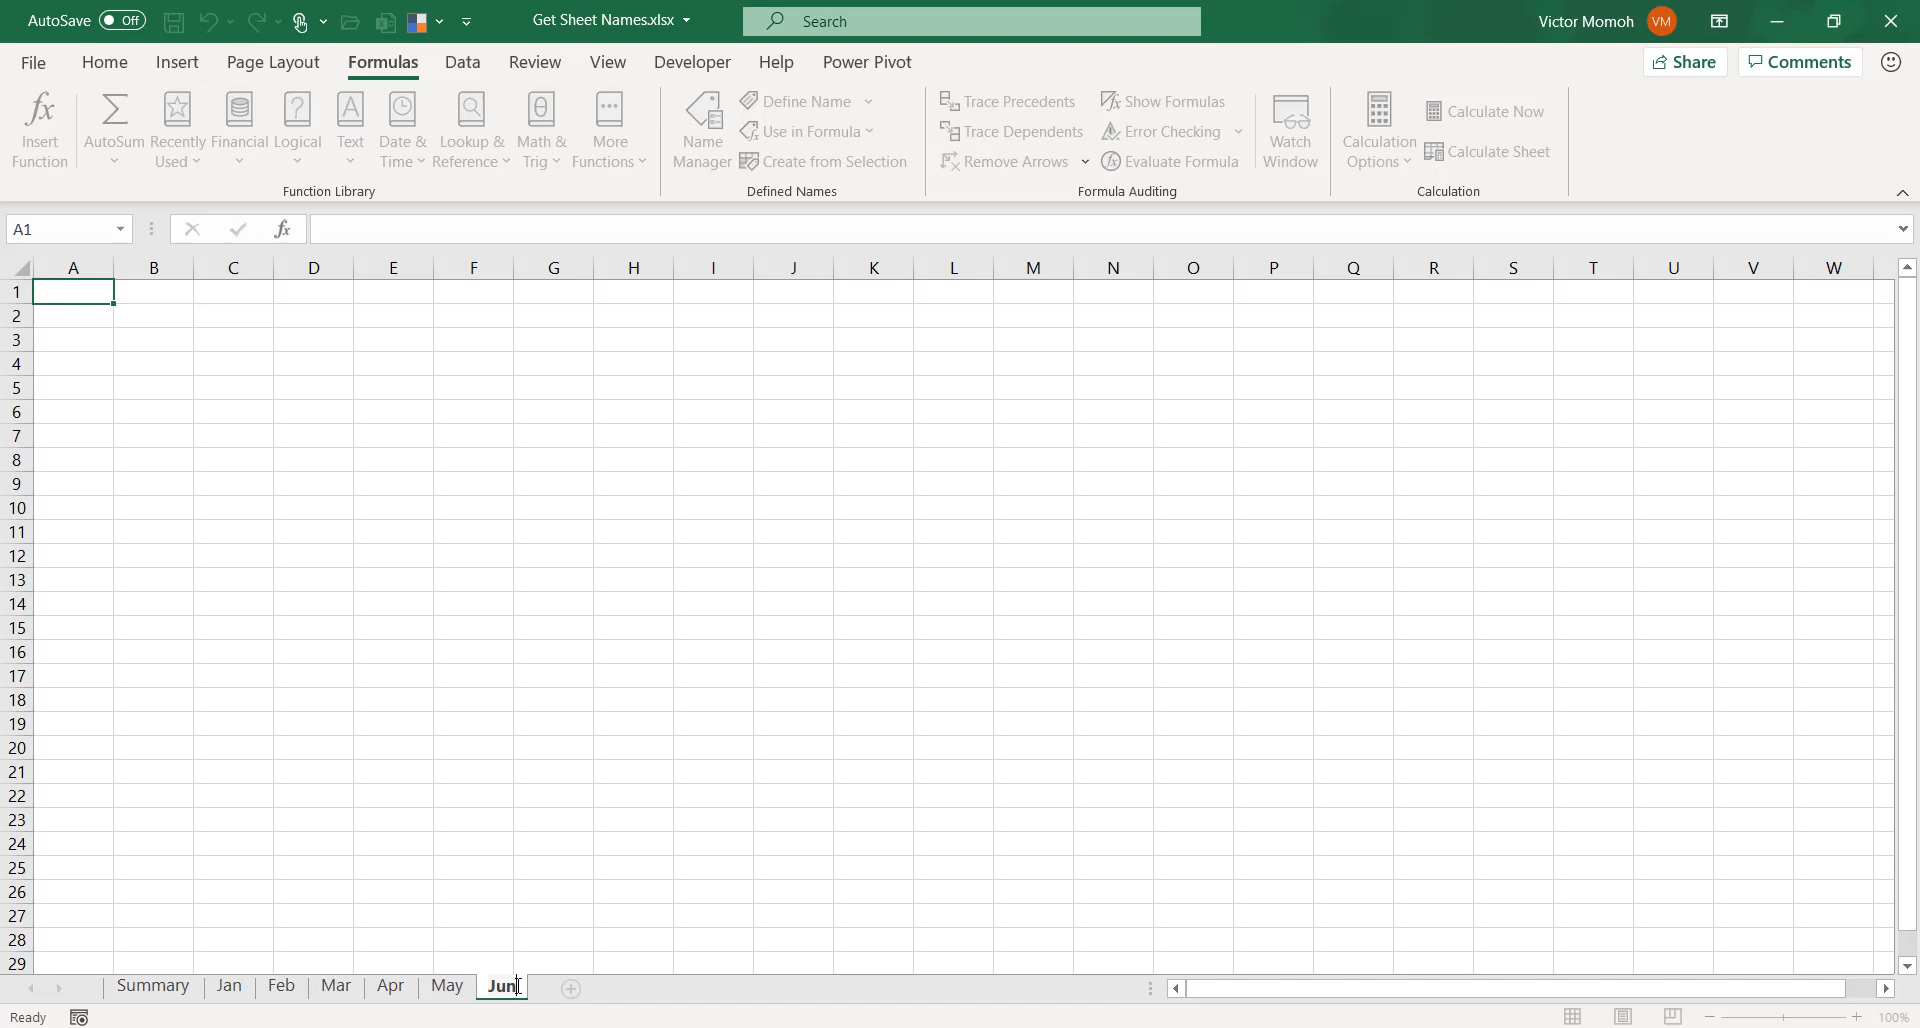 AutoSave Off
Get Sheet Names.xlsx
Search
Victor Momoh VM
File Home Insert Page Layout Formulas Data Review View Developer Help Power Pivot
Share Comments
fx
Insert
Function
AutoSum
Recently
Used
Financial
Logical
Text
Date &
Time
Lookup &
Reference
Math &
Trig
More
Functions
Function Library
Name
Manager
Define Name
Use in Formula
Create from Selection
Defined Names
Trace Precedents
Trace Dependents
Remove Arrows
Show Formulas
Error Checking
Evaluate Formula
Formula Auditing
Watch
Window
Calculation
Options
Calculate Now
Calculate Sheet
Calculation
A1
fx
A B C D E F G H I J K L M N O P Q R S T U V W
1
2
3
4
5
6
7
8
9
10
11
12
13
14
15
16
17
18
19
20
21
22
23
24
25
26
27
28
29
Summary Jan Feb Mar Apr May Jun
Ready
100%